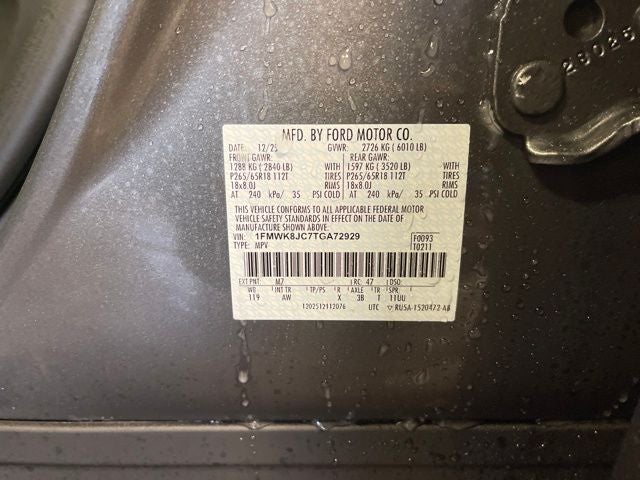 26026
MFD. BY FORD MOTOR CO.
DATE: 12/25 GVWR: 2726 KG ( 6010 LB)
FRONT GAWR: REAR GAWR:
1288 KG ( 2840 LB) WITH 1597 KG ( 3520 LB) WITH
P265/65R18 112T TIRES P265/65R18 112T TIRES
18x8.0J RIMS 18x8.0J RIMS
AT 240 kPa/ 35 PSI COLD AT 240 kPa/ 35 PSI COLD
THIS VEHICLE CONFORMS TO ALL APPLICABLE FEDERAL MOTOR
VEHICLE SAFETY STANDARDS IN EFFECT ON THE DATE OF
MANUFACTURE SHOWN ABOVE.
VIN: 1FMWK8JC7TGA72929 F0093
TYPE: MPV T0211
EXT PNT: M7 RC: 47 DSO:
WB INT TR TP/PS R AXLE TR SPR
119 AW X 3B T 11UU
1202512112076 UTC RU5A-1520472-AB